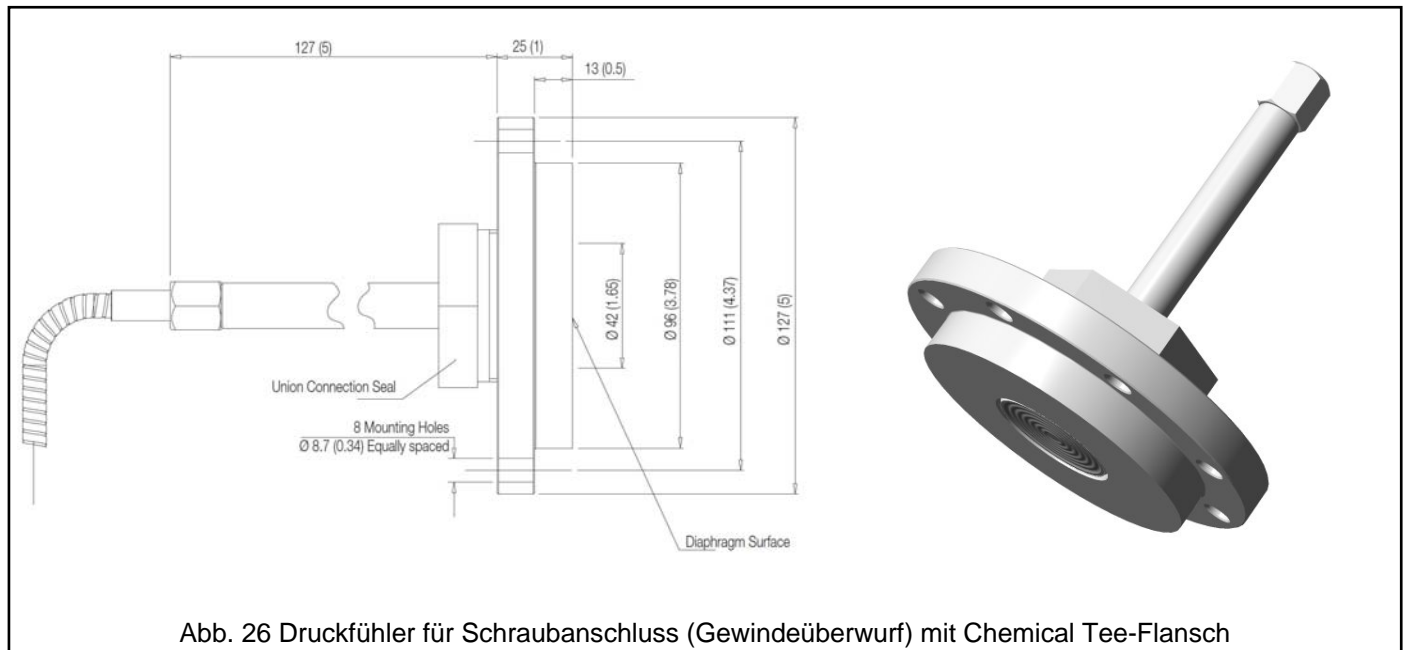 127 (5)
25 (1)
13 (0.5)
Ø 42 (1.65)
Ø 96 (3.78)
Ø 111 (4.37)
Ø 127 (5)
Union Connection Seal
8 Mounting Holes
Ø 8.7 (0.34) Equally spaced
Diaphragm Surface
Abb. 26 Druckfühler für Schraubanschluss (Gewindeüberwurf) mit Chemical Tee-Flansch